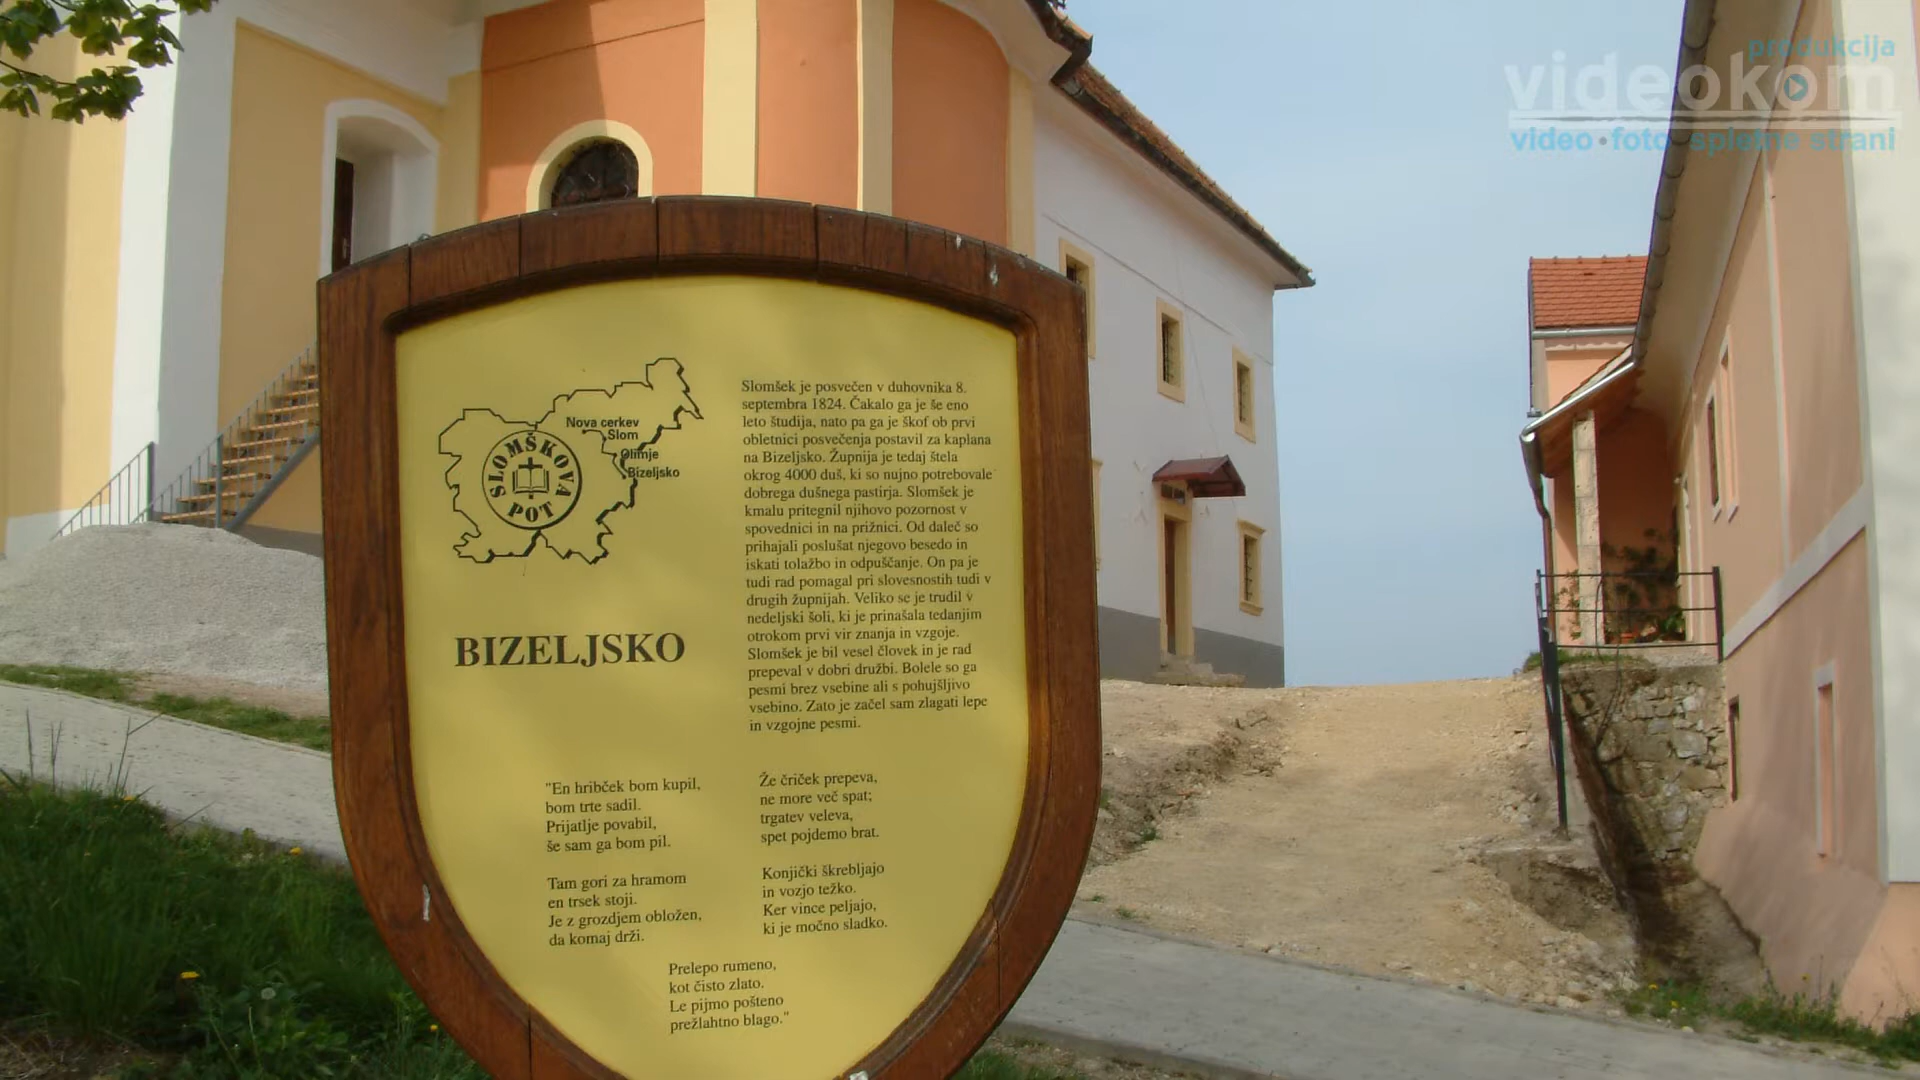 produkcija
videokom
video · foto · spletne strani
Nova cerkev
Slom
Olimje
Bizeljsko
SLOMŠKOVA
POT
BIZELJSKO
Slomšek je posvečen v duhovnika 8.
septembra 1824. Čakalo ga je še eno
leto študija, nato pa ga je škof ob prvi
obletnici posvečenja postavil za kaplana
na Bizeljsko. Župnija je tedaj štela
okrog 4000 duš, ki so nujno potrebovale
dobrega dušnega pastirja. Slomšek je
kmalu pritegnil njihovo pozornost v
spovednici in na prižnici. Od daleč so
prihajali poslušat njegovo besedo in
iskati tolažbo in odpuščanje. On pa je
tudi rad pomagal pri slovesnostih tudi v
drugih župnijah. Veliko se je trudil v
nedeljski šoli, ki je prinašala tedanjim
otrokom prvi vir znanja in vzgoje.
Slomšek je bil vesel človek in je rad
prepeval v dobri družbi. Bolele so ga
pesmi brez vsebine ali s pohujšljivo
vsebino. Zato je začel sam zlagati lepe
in vzgojne pesmi.
"En hribček bom kupil,
bom trte sadil.
Prijatlje povabil,
še sam ga bom pil.
Tam gori za hramom
en trsek stoji.
Je z grozdjem obložen,
da komaj drži.
Že čriček prepeva,
ne more več spat;
trgatev veleva,
spet pojdemo brat.
Konjički škrebljajo
in vozjo težko.
Ker vince peljajo,
ki je močno sladko.
Prelepo rumeno,
kot čisto zlato.
Le pijmo pošteno
prežlahtno blago."